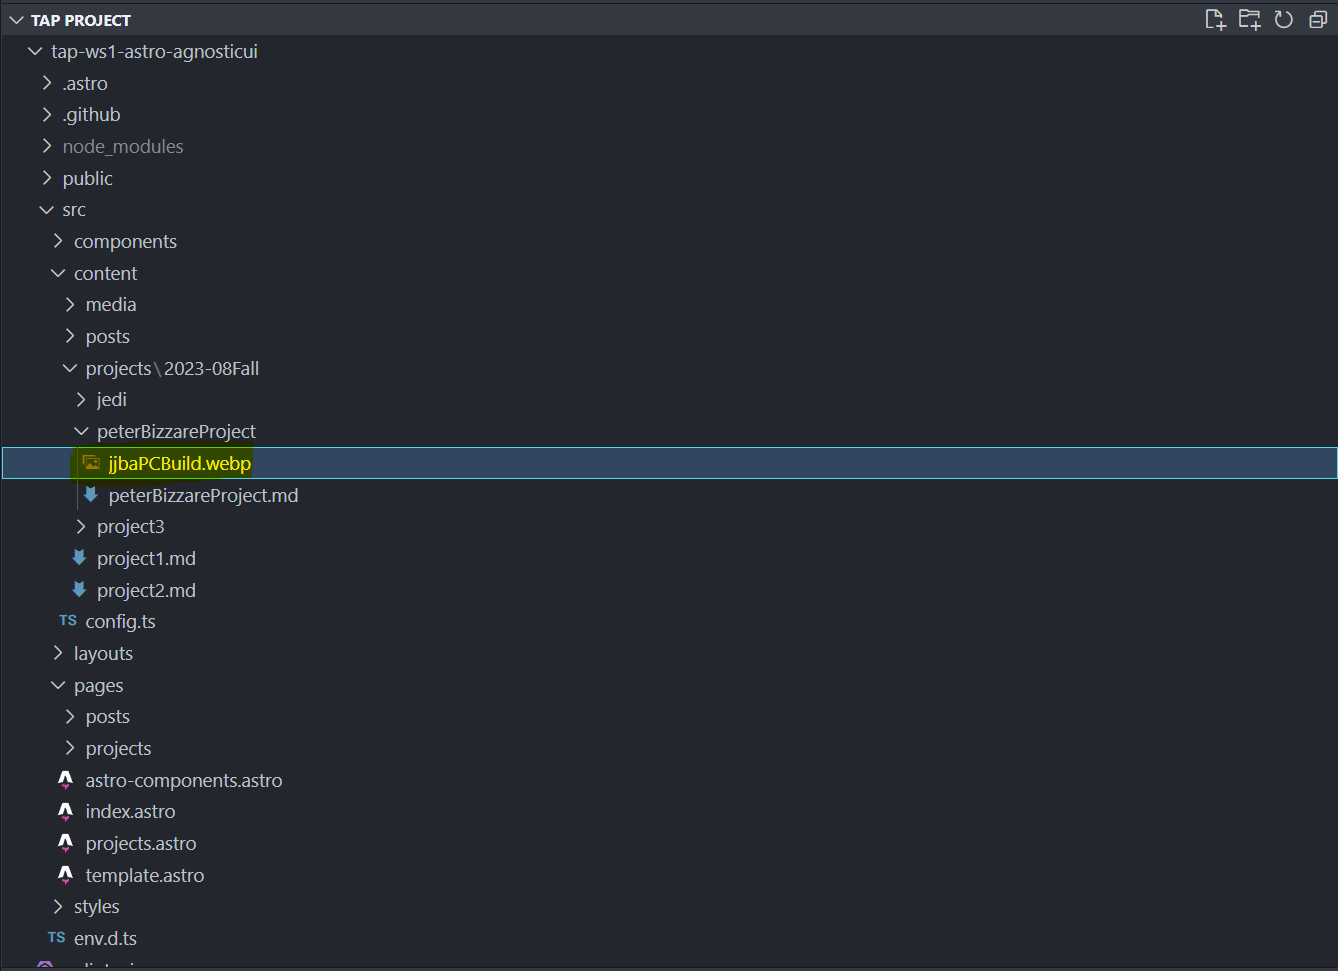 TAP PROJECT
tap-ws1-astro-agnosticui
.astro
.github
node_modules
public
src
components
content
media
posts
projects\2023-08Fall
jedi
peterBizzareProject
jjbaPCBuild.webp
peterBizzareProject.md
project3
project1.md
project2.md
TS config.ts
layouts
pages
posts
projects
astro-components.astro
index.astro
projects.astro
template.astro
styles
TS env.d.ts